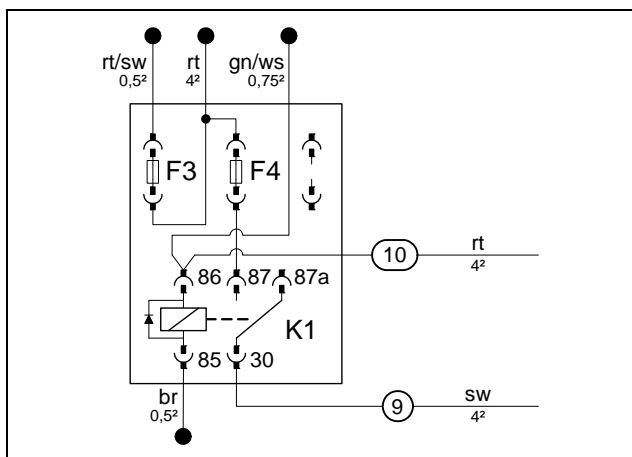 rt/sw rt gn/ws
0,5² 4² 0,75²
F3 F4
10 rt
4²
86 87 87a
K1
85 30
br
0,5²
9 sw
4²